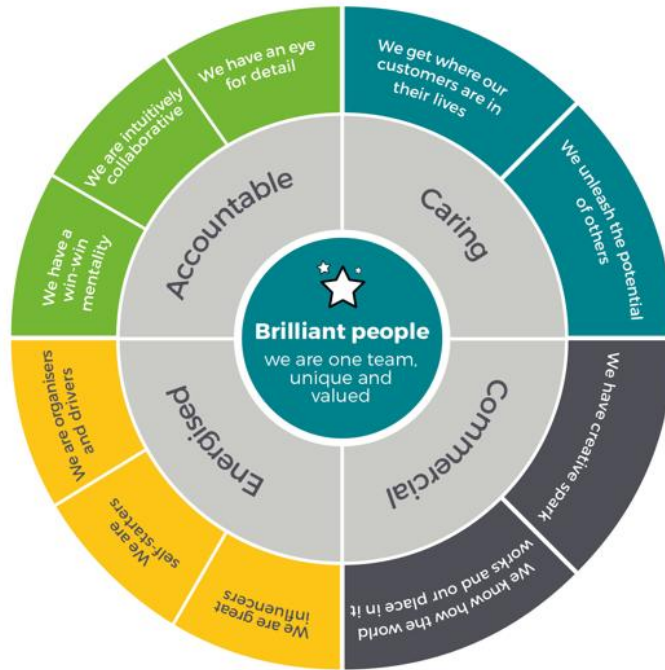 Brilliant people
we are one team,
unique and
valued
Accountable
We have a
win-win
mentality
We are intuitively
collaborative
We have an eye
for detail
Caring
We get where our
customers are in
their lives
We unleash the potential
of others
Commercial
We have creative spark
We know how the world
works and our place in it
Energised
We are great
influencers
We are
self-starters
We are organisers
and drivers